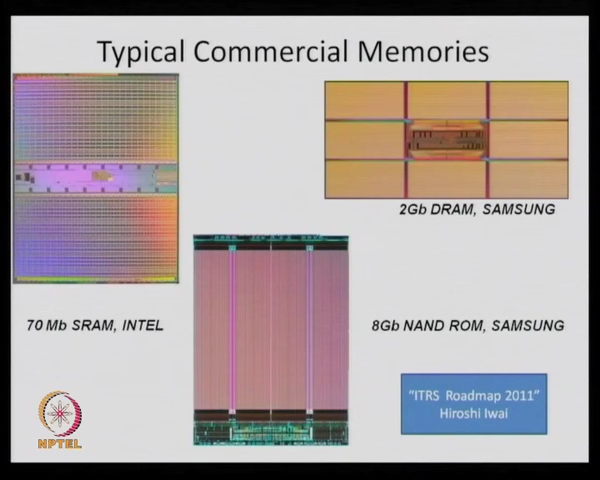 Typical Commercial Memories
2Gb DRAM, SAMSUNG
70 Mb SRAM, INTEL
8Gb NAND ROM, SAMSUNG
"ITRS Roadmap 2011"
Hiroshi Iwai
NPTEL